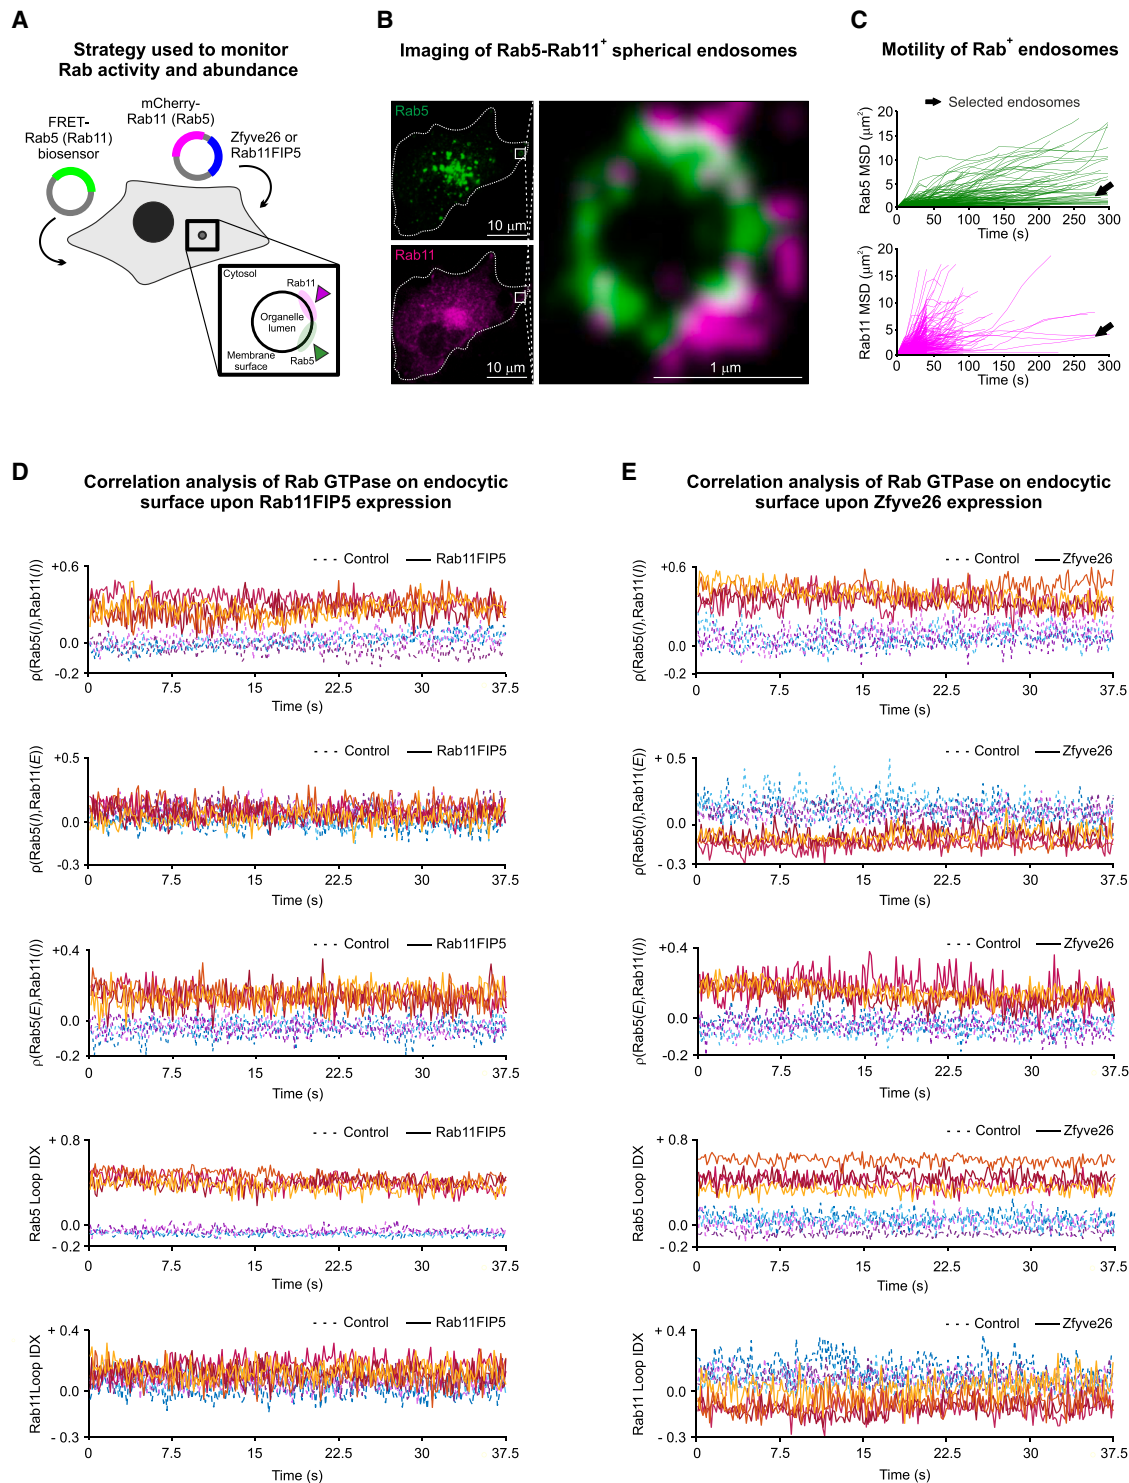 A
Strategy used to monitor
Rab activity and abundance
FRET-
Rab5 (Rab11)
biosensor
mCherry-
Rab11 (Rab5)
Zfyve26 or
Rab11FIP5
Cytosol
Rab11
Organelle
lumen
Membrane
surface
Rab5
B
Imaging of Rab5-Rab11+ spherical endosomes
Rab5
10 μm
Rab11
10 μm
1 μm
C
Motility of Rab+ endosomes
Selected endosomes
Rab5 MSD (μm²)
20
15
10
5
0
0 50 100 150 200 250 300
Time (s)
Rab11 MSD (μm²)
20
15
10
5
0
0 50 100 150 200 250 300
Time (s)
D
Correlation analysis of Rab GTPase on endocytic
surface upon Rab11FIP5 expression
Control Rab11FIP5
ρ(Rab5(I),Rab11(I))
+0.6
0.0
-0.2
0 7.5 15 22.5 30 37.5
Time (s)
Control Rab11FIP5
ρ(Rab5(I),Rab11(E))
+0.5
0.0
-0.3
0 7.5 15 22.5 30 37.5
Time (s)
Control Rab11FIP5
ρ(Rab5(E),Rab11(I))
+0.4
0.0
-0.2
0 7.5 15 22.5 30 37.5
Time (s)
Control Rab11FIP5
Rab5 Loop IDX
+ 0.8
0.0
- 0.2
0 7.5 15 22.5 30 37.5
Time (s)
Control Rab11FIP5
Rab11Loop IDX
+ 0.4
0.0
- 0.3
0 7.5 15 22.5 30 37.5
Time (s)
E
Correlation analysis of Rab GTPase on endocytic
surface upon Zfyve26 expression
Control Zfyve26
ρ(Rab5(I),Rab11(I))
+0.6
0.0
-0.2
0 7.5 15 22.5 30 37.5
Time (s)
Control Zfyve26
ρ(Rab5(I),Rab11(E))
+ 0.5
0.0
- 0.3
0 7.5 15 22.5 30 37.5
Time (s)
Control Zfyve26
ρ(Rab5(E),Rab11(I))
+0.4
0.0
-0.2
0 7.5 15 22.5 30 37.5
Time (s)
Control Zfyve26
Rab5 Loop IDX
+ 0.8
0.0
- 0.2
0 7.5 15 22.5 30 37.5
Time (s)
Control Zfyve26
Rab11 Loop IDX
+ 0.4
0.0
- 0.3
0 7.5 15 22.5 30 37.5
Time (s)